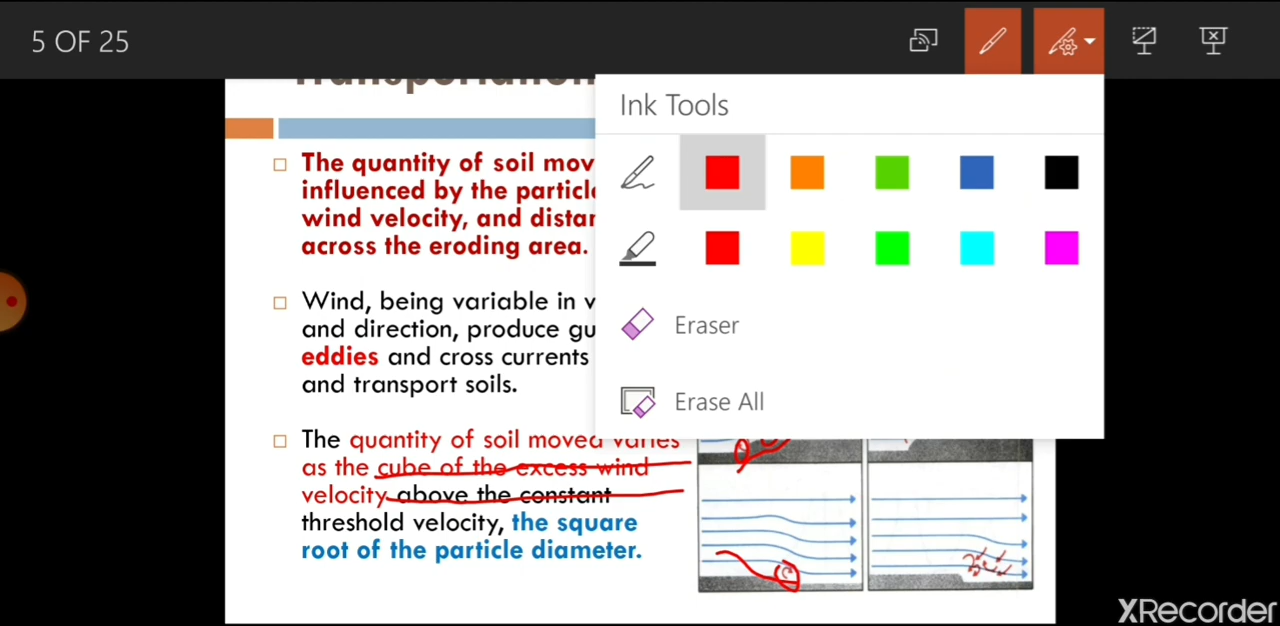 5 OF 25
Transportation
Ink Tools
The quantity of soil mov
influenced by the particle
wind velocity, and distan
across the eroding area.
Wind, being variable in v
and direction, produce gu
eddies and cross currents
and transport soils.
Eraser
Erase All
The quantity of soil moved varies
as the cube of the excess wind
velocity above the constant
threshold velocity, the square
root of the particle diameter.
XRecorder